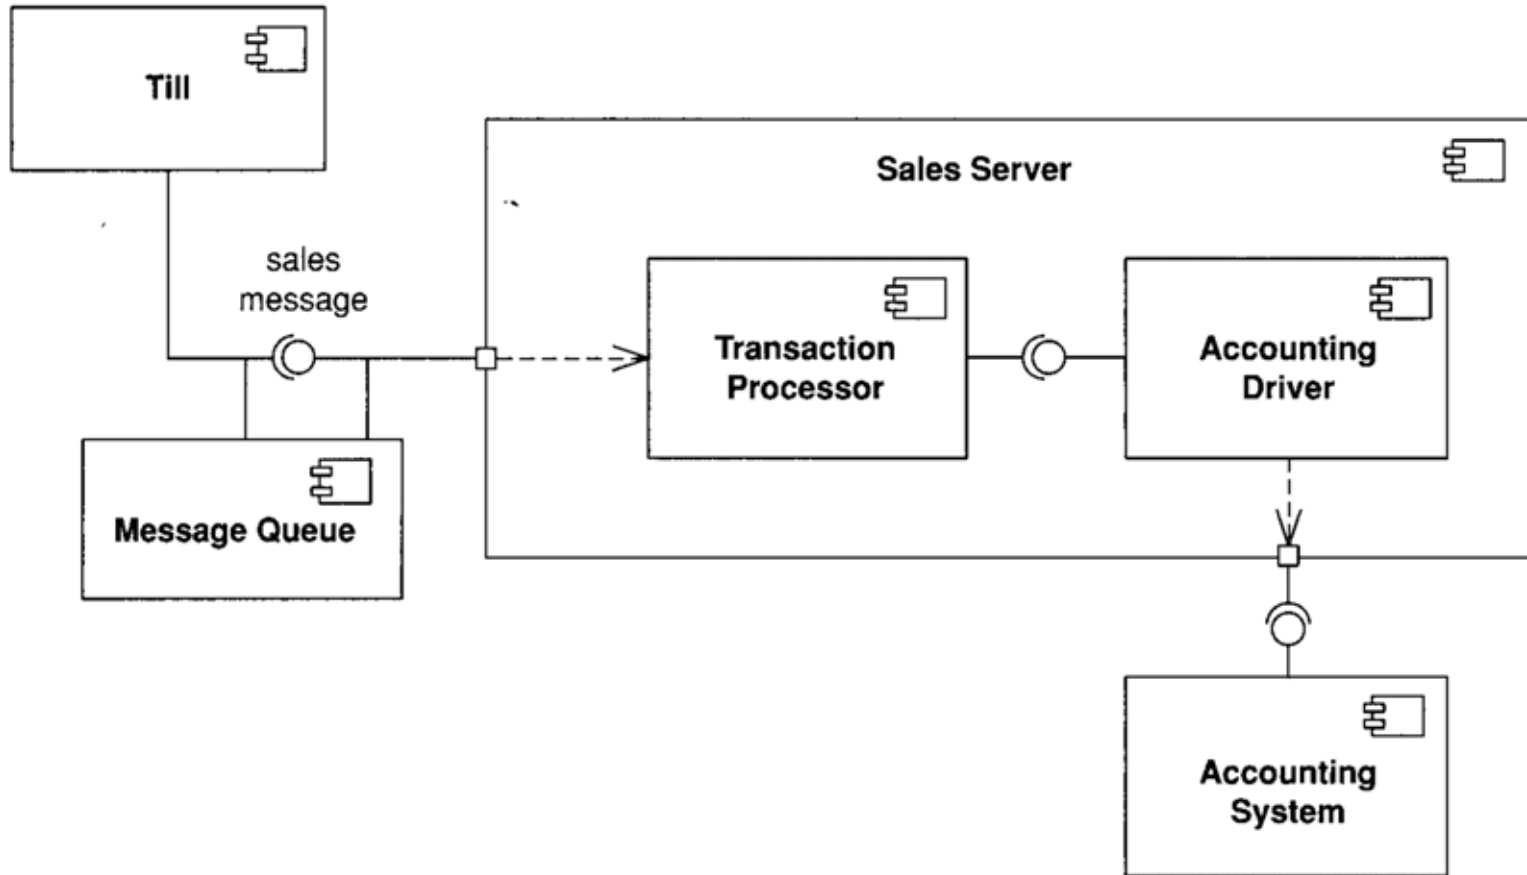 Till
Sales Server
sales
message
Transaction
Processor
Accounting
Driver
Message Queue
Accounting
System